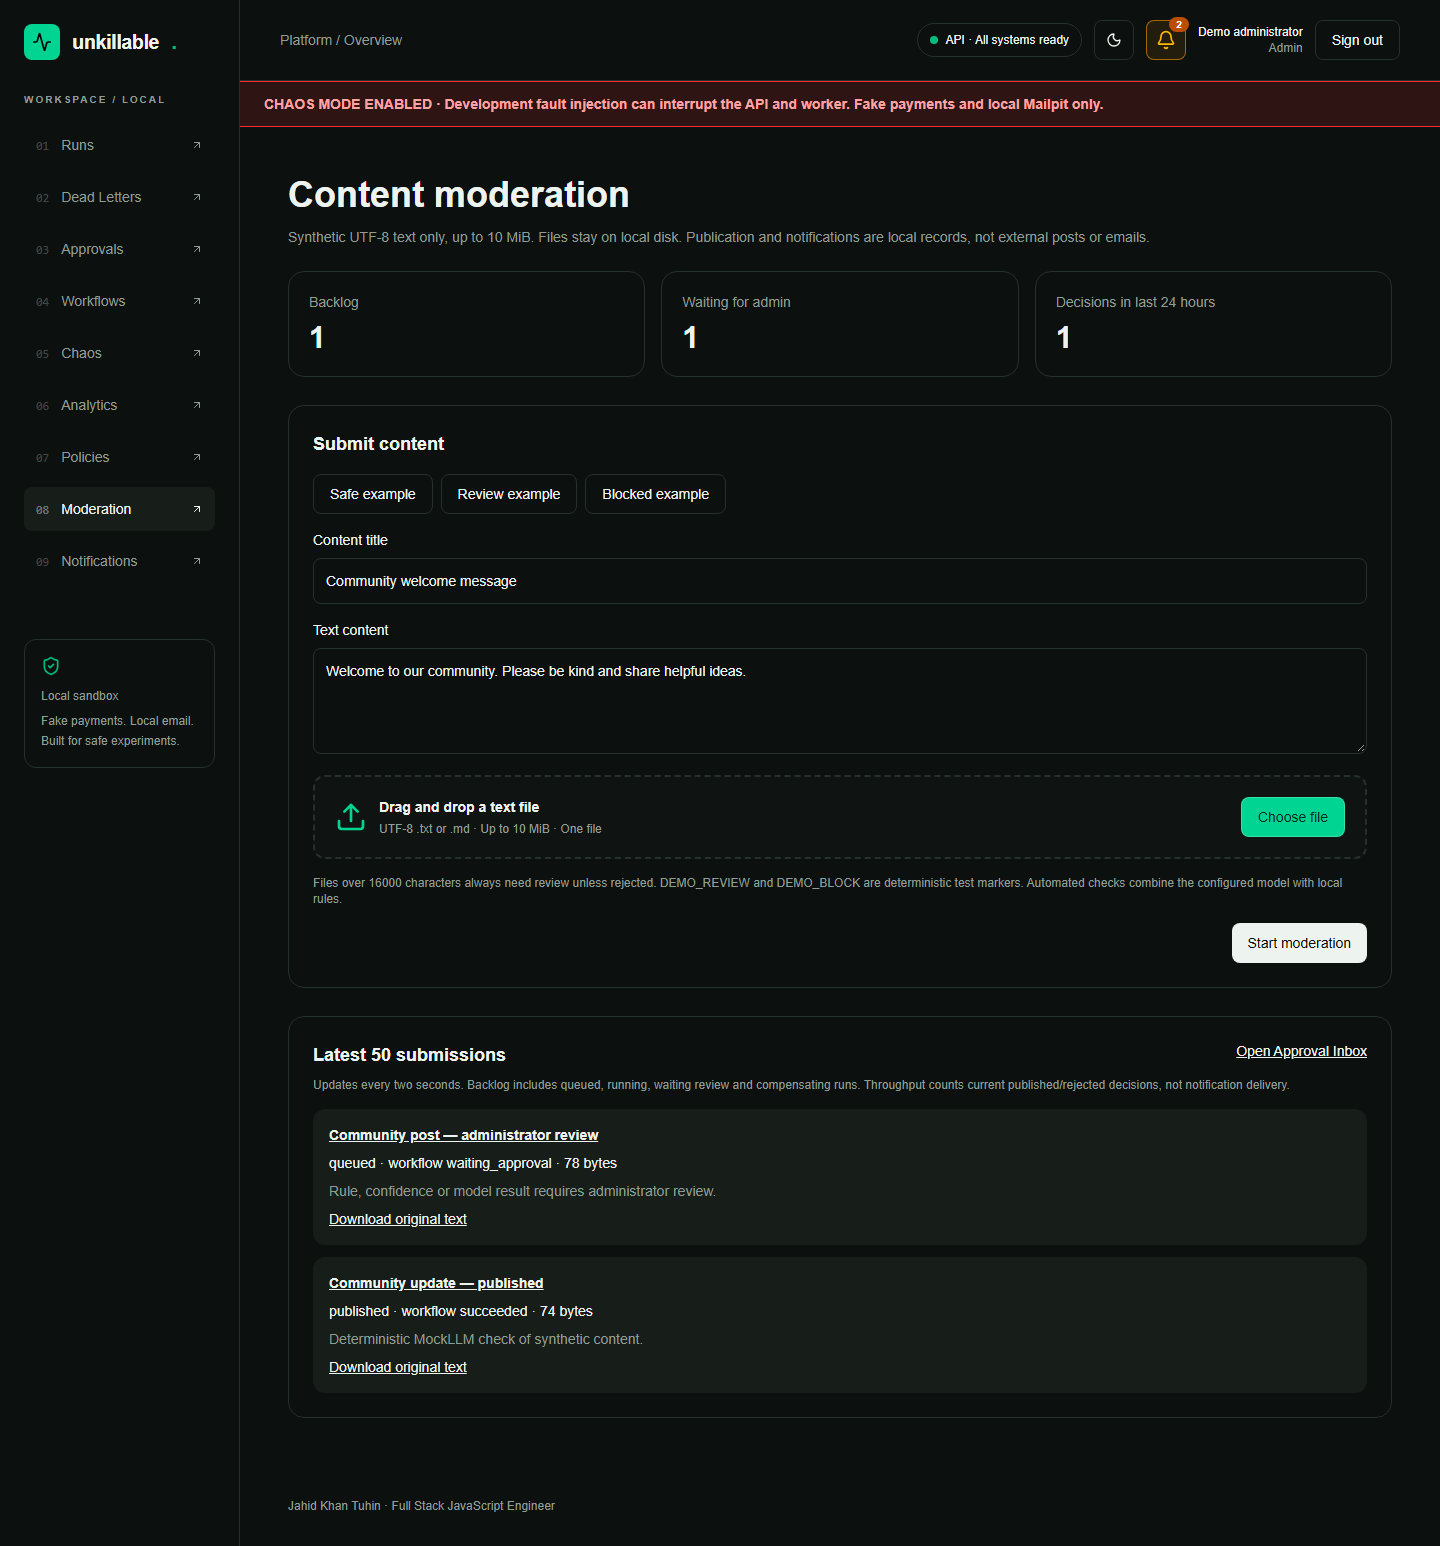 unkillable .
Platform / Overview
API · All systems ready
2
Demo administrator
Admin
Sign out
WORKSPACE / LOCAL
01 Runs
02 Dead Letters
03 Approvals
04 Workflows
05 Chaos
06 Analytics
07 Policies
08 Moderation
09 Notifications
Local sandbox
Fake payments. Local email.
Built for safe experiments.
CHAOS MODE ENABLED · Development fault injection can interrupt the API and worker. Fake payments and local Mailpit only.
Content moderation
Synthetic UTF-8 text only, up to 10 MiB. Files stay on local disk. Publication and notifications are local records, not external posts or emails.
Backlog
1
Waiting for admin
1
Decisions in last 24 hours
1
Submit content
Safe example
Review example
Blocked example
Content title
Community welcome message
Text content
Welcome to our community. Please be kind and share helpful ideas.
Drag and drop a text file
UTF-8 .txt or .md · Up to 10 MiB · One file
Choose file
Files over 16000 characters always need review unless rejected. DEMO_REVIEW and DEMO_BLOCK are deterministic test markers. Automated checks combine the configured model with local
rules.
Start moderation
Latest 50 submissions
Open Approval Inbox
Updates every two seconds. Backlog includes queued, running, waiting review and compensating runs. Throughput counts current published/rejected decisions, not notification delivery.
Community post — administrator review
queued · workflow waiting_approval · 78 bytes
Rule, confidence or model result requires administrator review.
Download original text
Community update — published
published · workflow succeeded · 74 bytes
Deterministic MockLLM check of synthetic content.
Download original text
Jahid Khan Tuhin · Full Stack JavaScript Engineer